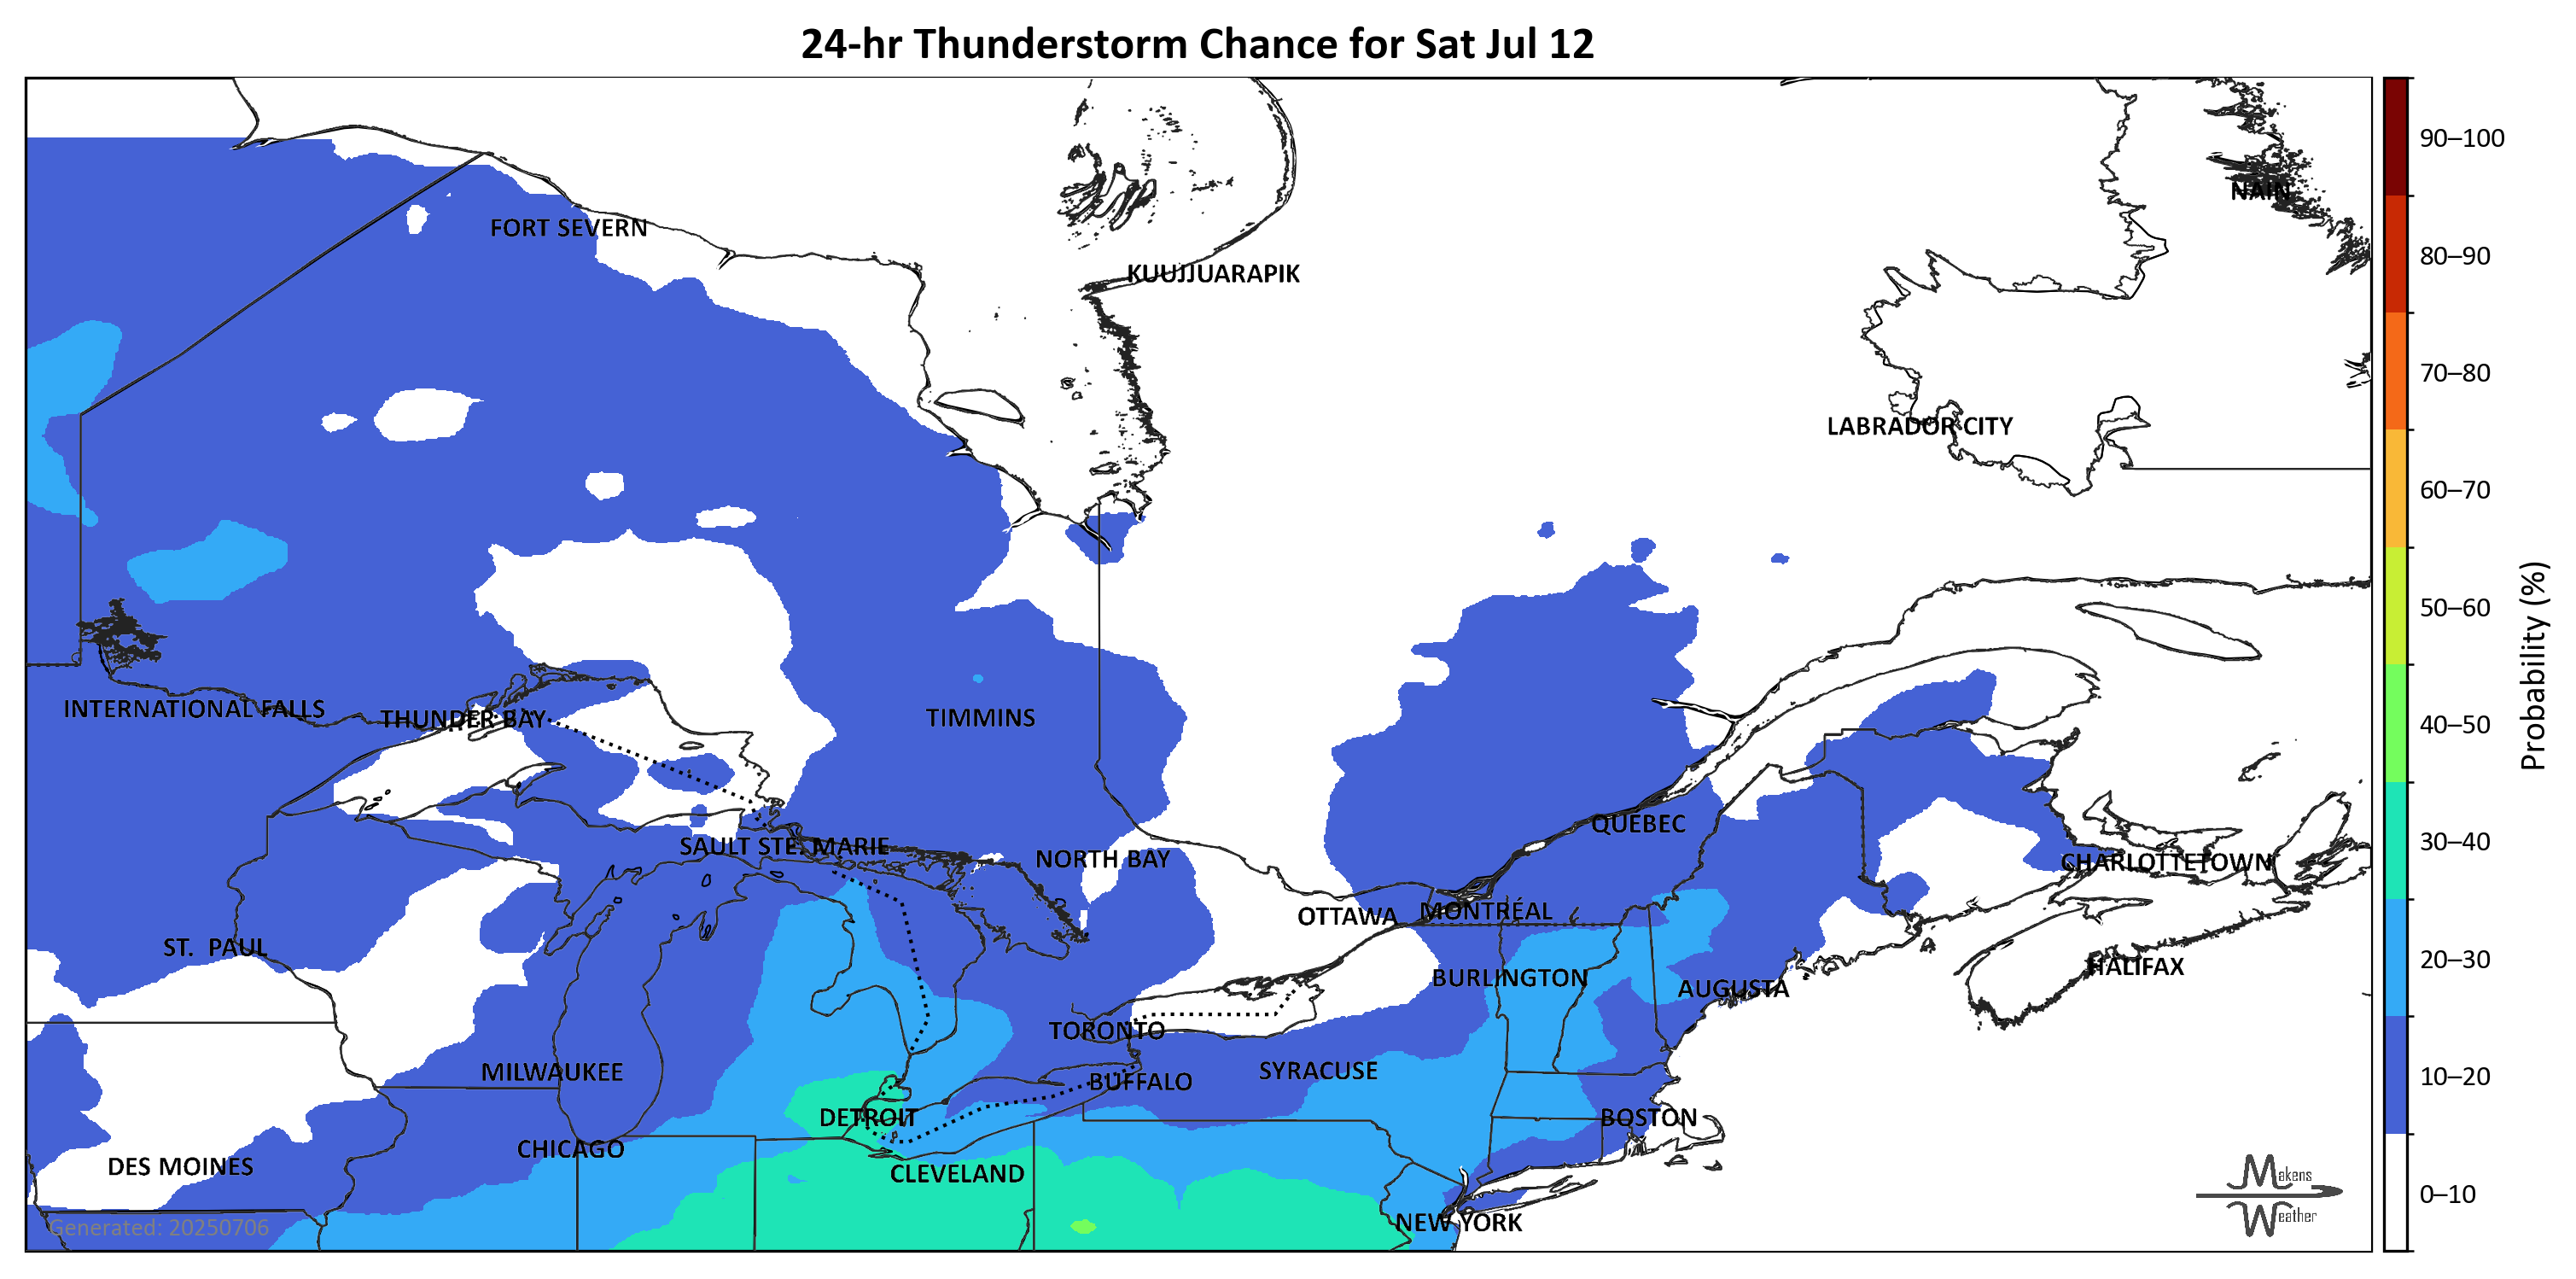 24-hr Thunderstorm Chance for Sat Jul 12
90–100
NAIN
FORT SEVERN
80–90
KUUJJUARAPIK
70–80
LABRADOR CITY
60–70
50–60
Probability (%)
INTERNATIONAL FALLS
THUNDER BAY
TIMMINS
40–50
QUEBEC
SAULT STE. MARIE
30–40
NORTH BAY
CHARLOTTETOWN
OTTAWA
MONTRÉAL
ST. PAUL
20–30
HALIFAX
BURLINGTON
AUGUSTA
TORONTO
MILWAUKEE
SYRACUSE
10–20
BUFFALO
DETROIT
BOSTON
CHICAGO
DES MOINES
CLEVELAND
Makens
Weather
0–10
NEW YORK
Generated: 20250706